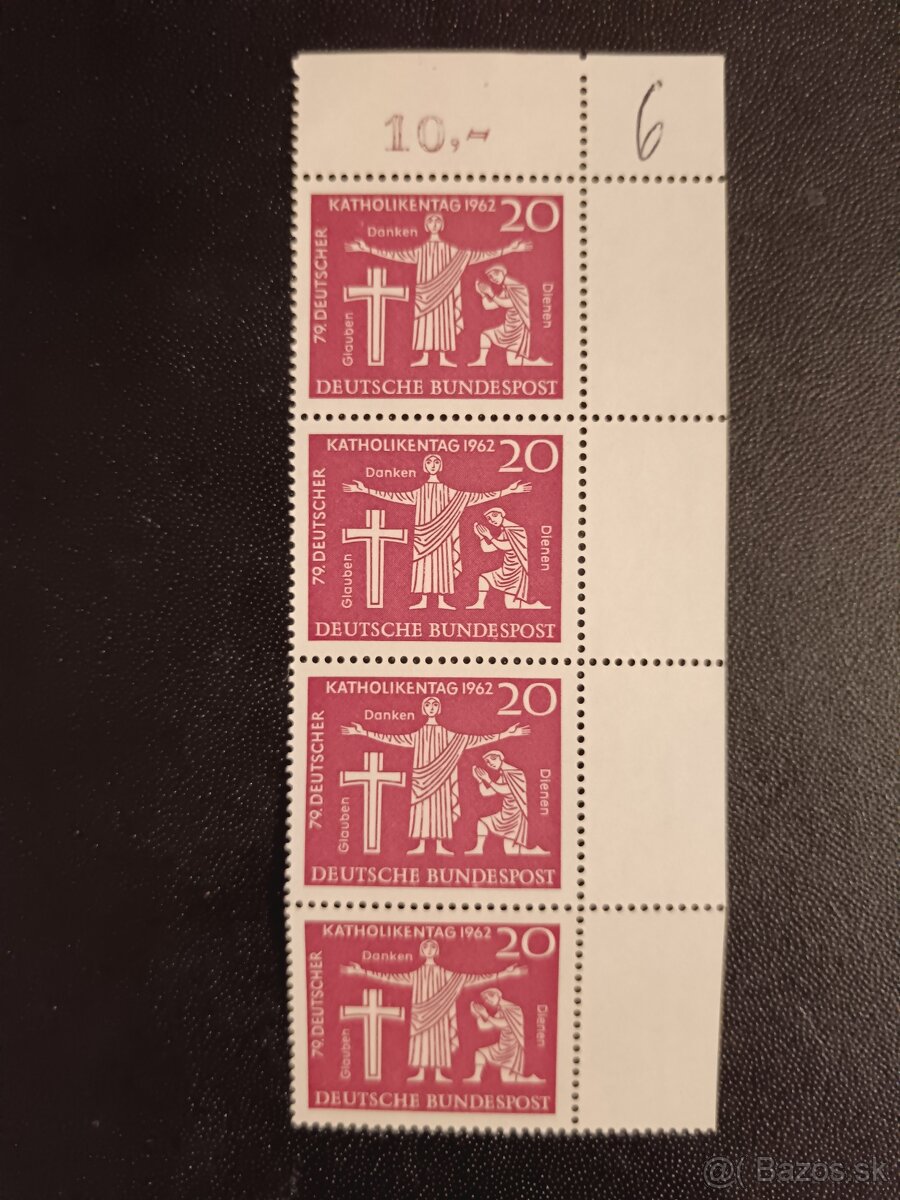 10,-
6
KATHOLIKENTAG 1962 20
Danken
79. DEUTSCHER
Glauben
Dienen
DEUTSCHE BUNDESPOST
KATHOLIKENTAG 1962 20
Danken
79. DEUTSCHER
Glauben
Dienen
DEUTSCHE BUNDESPOST
KATHOLIKENTAG 1962 20
Danken
79. DEUTSCHER
Glauben
Dienen
DEUTSCHE BUNDESPOST
KATHOLIKENTAG 1962 20
Danken
79. DEUTSCHER
Glauben
Dienen
DEUTSCHE BUNDESPOST
@( Bazos.sk